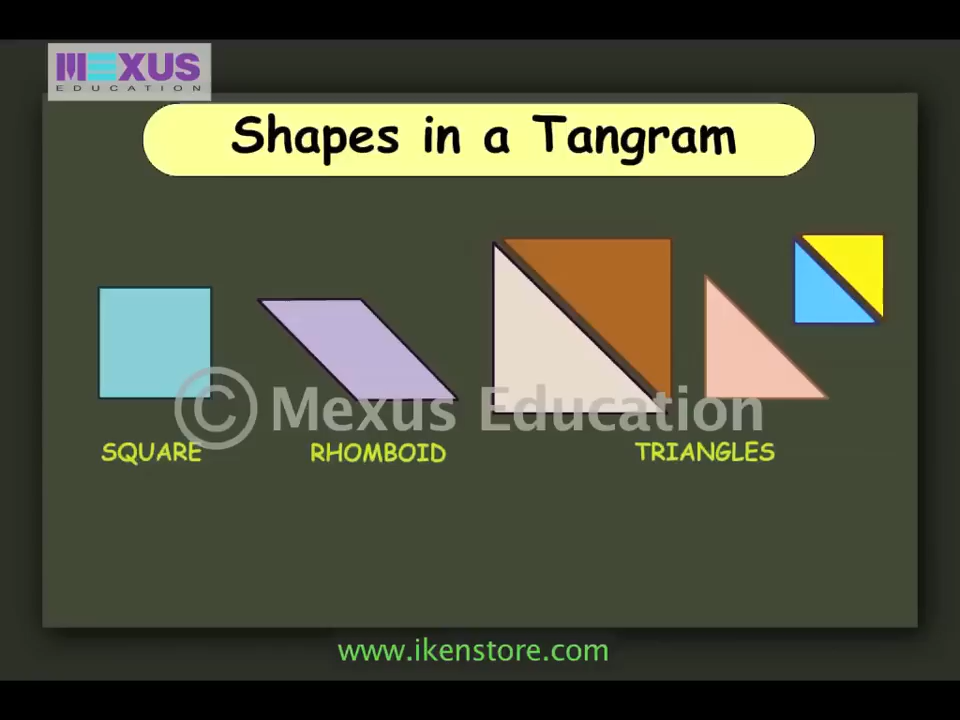 MEXUS
EDUCATION
Shapes in a Tangram
© Mexus Education
SQUARE
RHOMBOID
TRIANGLES
www.ikenstore.com